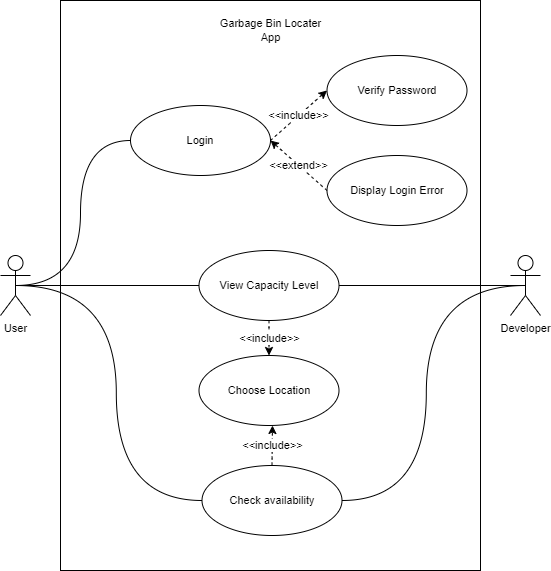 Garbage Bin Locater
App
Verify Password
<<include>>
Login
<<extend>>
Display Login Error
View Capacity Level
User
Developer
<<include>>
Choose Location
<<include>>
Check availability